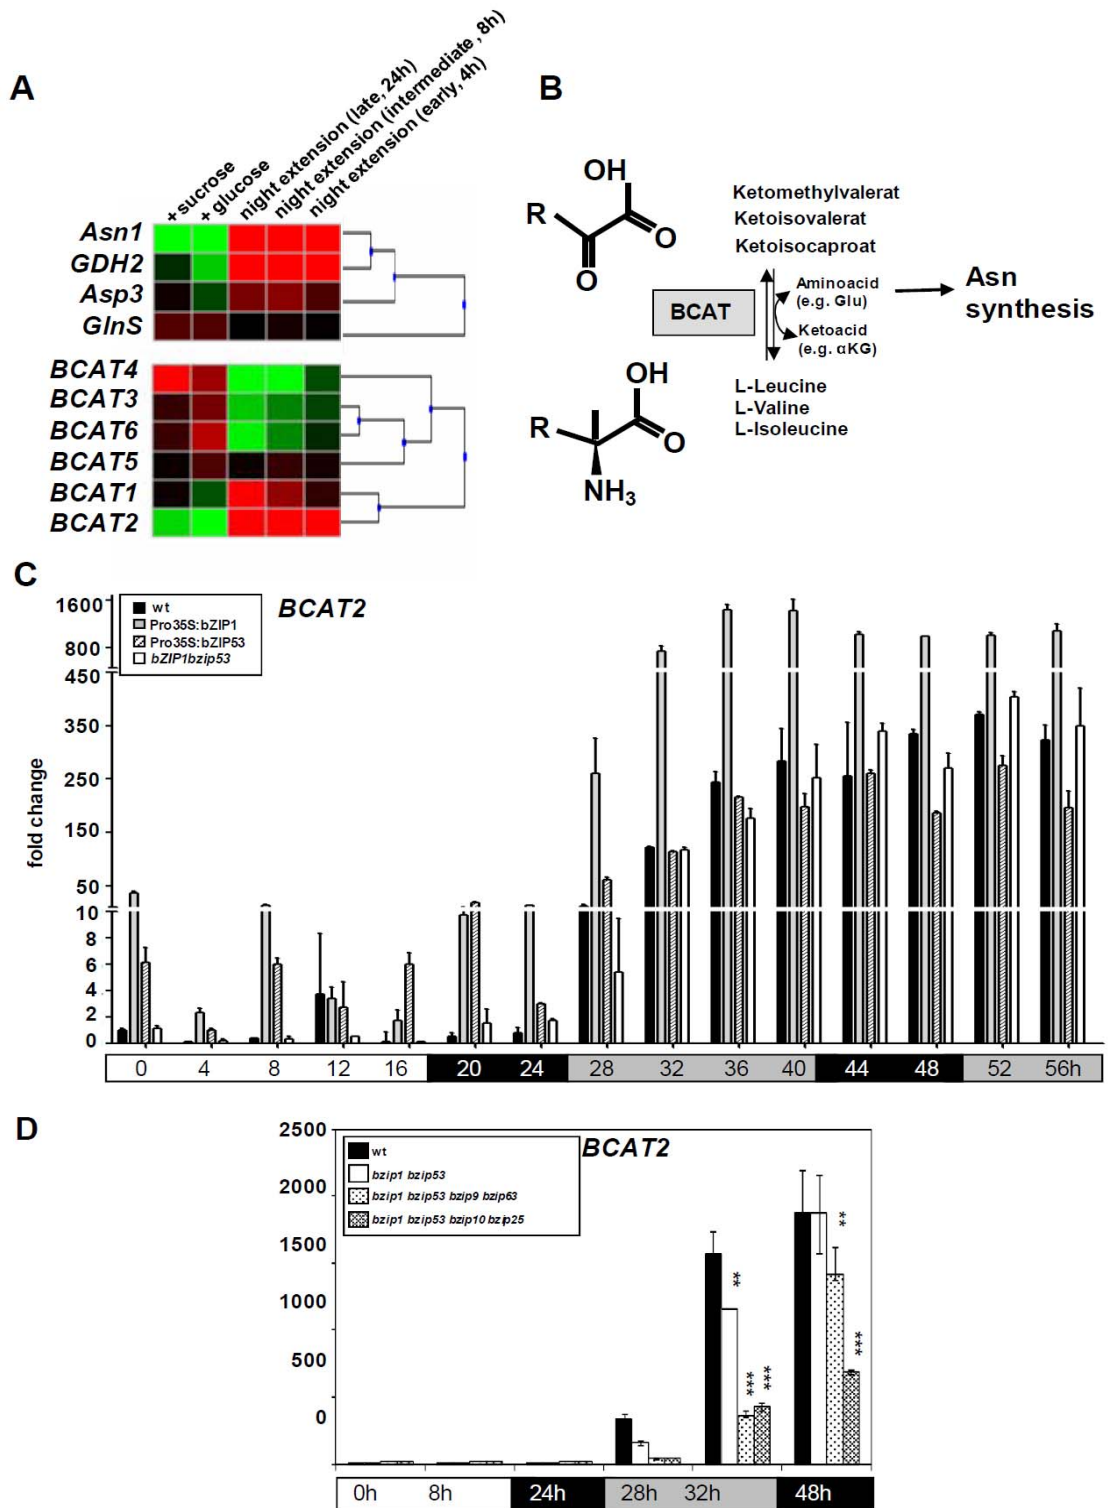 A
+ sucrose
+ glucose
night extension (late, 24h)
night extension (intermediate, 8h)
night extension (early, 4h)
Asn1
GDH2
Asp3
GlnS
BCAT4
BCAT3
BCAT6
BCAT5
BCAT1
BCAT2
B
OH
R
O
O
Ketomethylvalerat
Ketoisovalerat
Ketoisocaproat
BCAT
Aminoacid
(e.g. Glu)
Ketoacid
(e.g. αKG)
Asn
synthesis
OH
R
O
NH3
L-Leucine
L-Valine
L-Isoleucine
C
BCAT2
wt
Pro35S:bZIP1
Pro35S:bZIP53
bZIP1bzip53
fold change
1600
800
450
350
250
150
50
10
8
6
4
2
0
0 4 8 12 16 20 24 28 32 36 40 44 48 52 56h
D
BCAT2
wt
bzip1 bzip53
bzip1 bzip53 bzip9 bzip63
bzip1 bzip53 bzip10 bzip25
2500
2000
1500
1000
500
0
**
***
***
**
***
0h 8h 24h 28h 32h 48h